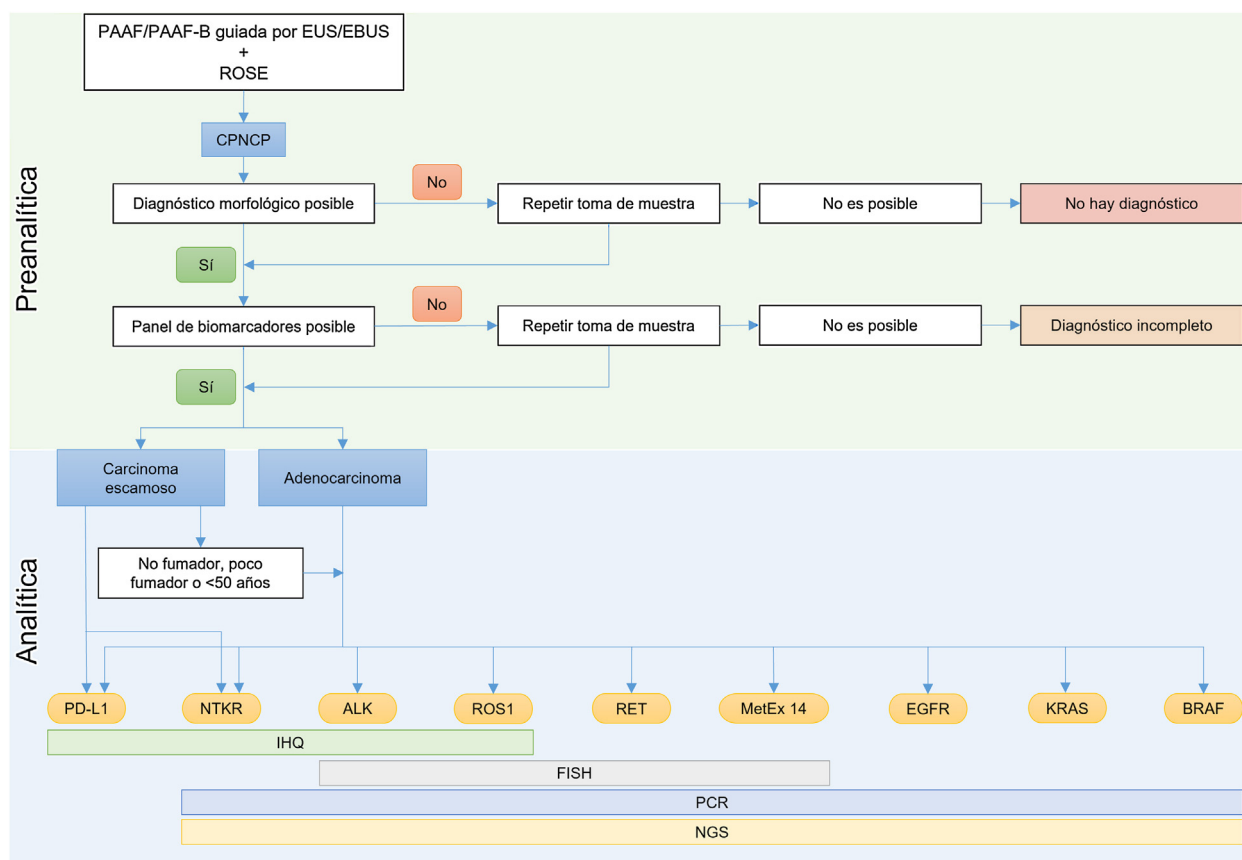 PAAF/PAAF-B guiada por EUS/EBUS
+
ROSE
CPNCP
Preanalítica
Diagnóstico morfológico posible
No
Repetir toma de muestra
No es posible
No hay diagnóstico
Sí
Panel de biomarcadores posible
No
Repetir toma de muestra
No es posible
Diagnóstico incompleto
Sí
Analítica
Carcinoma
escamoso
Adenocarcinoma
No fumador, poco
fumador o <50 años
PD-L1
NTKR
ALK
ROS1
RET
MetEx 14
EGFR
KRAS
BRAF
IHQ
FISH
PCR
NGS